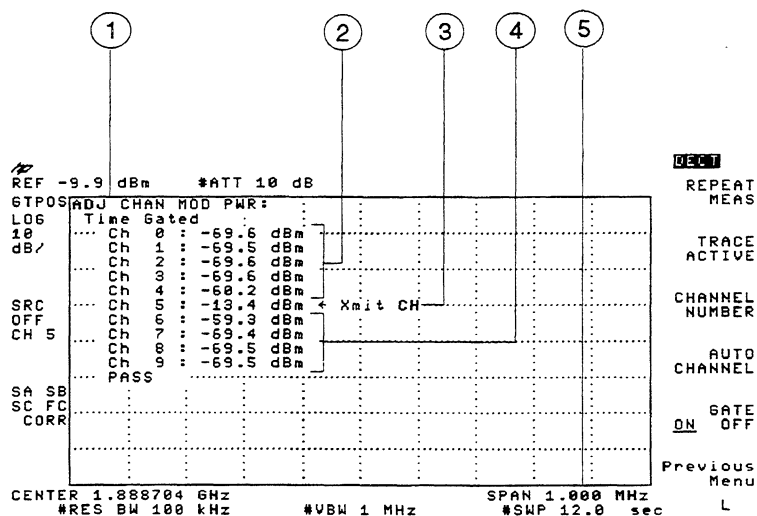 1 2 3 4 5
DECT
REF -9.9 dBm #ATT 10 dB
GTPOS
LOG
10
dB/
SRC
OFF
CH 5
SA SB
SC FC
CORR
ADJ CHAN MOD PWR:
Time Gated
Ch 0 : -69.6 dBm
Ch 1 : -69.5 dBm
Ch 2 : -69.6 dBm
Ch 3 : -69.6 dBm
Ch 4 : -60.2 dBm
Ch 5 : -13.4 dBm ← Xmit CH
Ch 6 : -59.3 dBm
Ch 7 : -69.4 dBm
Ch 8 : -69.5 dBm
Ch 9 : -69.5 dBm
PASS
REPEAT
MEAS
TRACE
ACTIVE
CHANNEL
NUMBER
AUTO
CHANNEL
GATE
ON OFF
Previous
Menu
CENTER 1.888704 GHz SPAN 1.000 MHz
#RES BW 100 kHz #VBW 1 MHz #SWP 12.0 sec
L